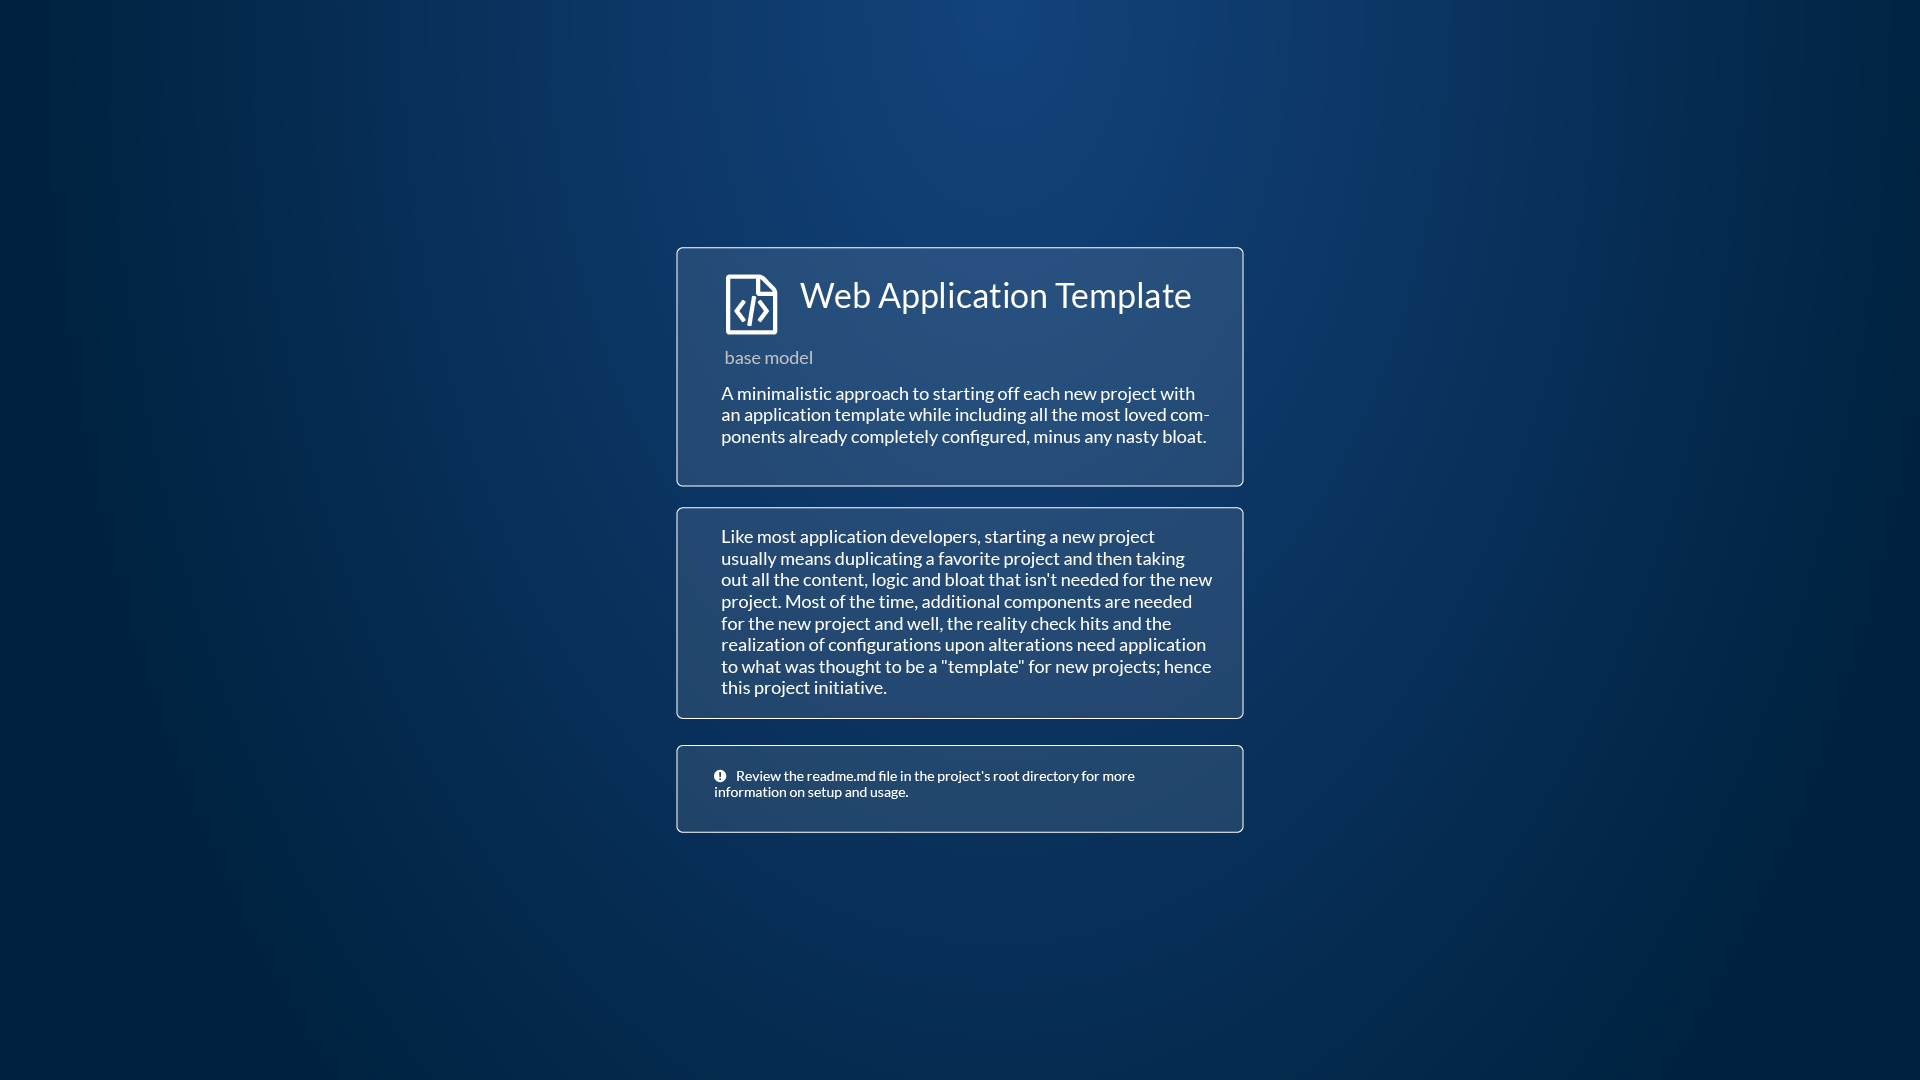 Web Application Template
base model
A minimalistic approach to starting off each new project with
an application template while including all the most loved com-
ponents already completely configured, minus any nasty bloat.
Like most application developers, starting a new project
usually means duplicating a favorite project and then taking
out all the content, logic and bloat that isn't needed for the new
project. Most of the time, additional components are needed
for the new project and well, the reality check hits and the
realization of configurations upon alterations need application
to what was thought to be a "template" for new projects; hence
this project initiative.
Review the readme.md file in the project's root directory for more
information on setup and usage.